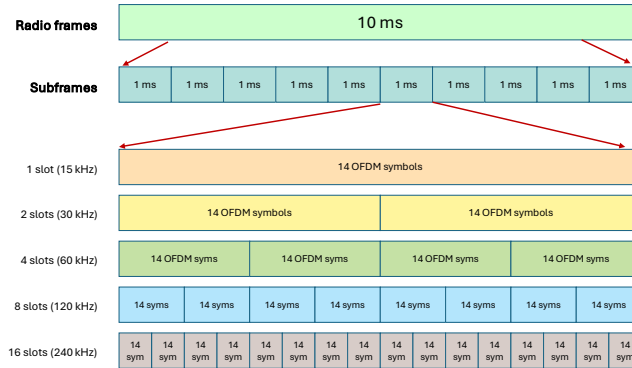 Radio frames
10 ms
Subframes
1 ms 1 ms 1 ms 1 ms 1 ms 1 ms 1 ms 1 ms 1 ms 1 ms
1 slot (15 kHz)
14 OFDM symbols
2 slots (30 kHz)
14 OFDM symbols 14 OFDM symbols
4 slots (60 kHz)
14 OFDM syms 14 OFDM syms 14 OFDM syms 14 OFDM syms
8 slots (120 kHz)
14 syms 14 syms 14 syms 14 syms 14 syms 14 syms 14 syms 14 syms
16 slots (240 kHz)
14 14 14 14 14 14 14 14 14 14 14 14 14 14 14 14
sym sym sym sym sym sym sym sym sym sym sym sym sym sym sym sym